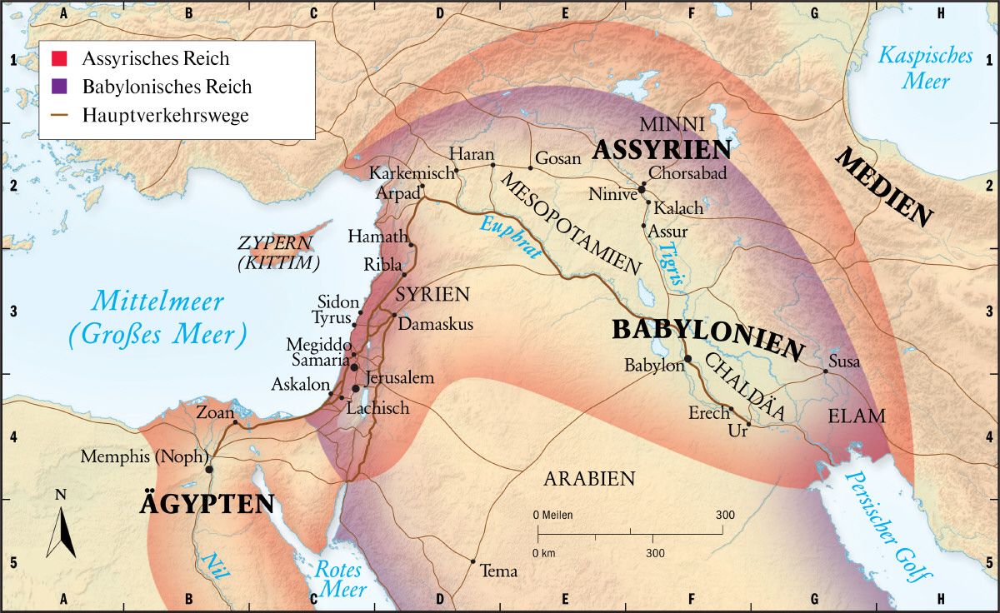 A B C D E F G H
Assyrisches Reich
Babylonisches Reich
Hauptverkehrswege
Kaspisches
Meer
1 1
MINNI
ASSYRIEN
MEDIEN
Haran
Gosan
Karkemisch
Chorsabad
2 2
Arpad
Ninive
MESOPOTAMIEN
Kalach
Assur
Euphrat
Tigris
Hamath
ZYPERN
(KITTIM)
Ribla
SYRIEN
Mittelmeer
(Großes Meer)
Sidon
Tyrus
3 3
Damaskus
BABYLONIEN
Megiddo
Samaria
Babylon
CHALDÄA
Susa
Jerusalem
Askalon
Lachisch
Zoan
Erech
Ur
ELAM
4 4
Memphis (Noph)
ARABIEN
ÄGYPTEN
N
0 Meilen 300
0 km 300
Persischer Golf
Nil
Rotes
Meer
Tema
5 5
A B C D E F G H